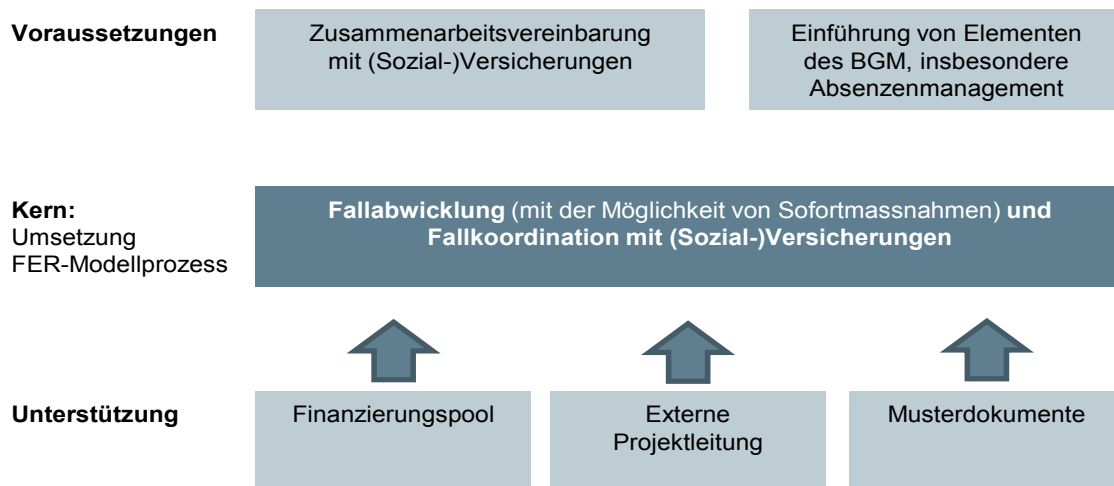 Voraussetzungen
Zusammenarbeitsvereinbarung
mit (Sozial-)Versicherungen
Einführung von Elementen
des BGM, insbesondere
Absenzenmanagement
Kern:
Umsetzung
FER-Modellprozess
Fallabwicklung (mit der Möglichkeit von Sofortmassnahmen) und
Fallkoordination mit (Sozial-)Versicherungen
Unterstützung
Finanzierungspool
Externe
Projektleitung
Musterdokumente